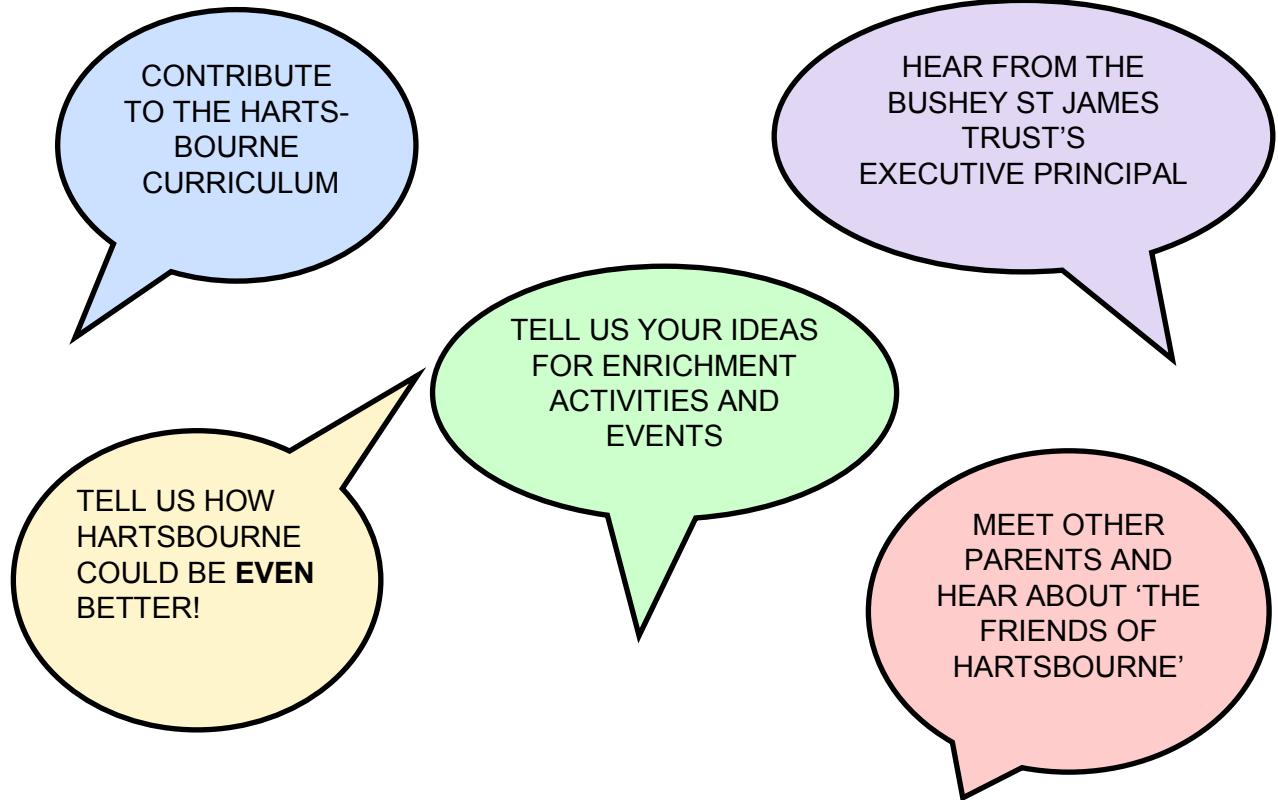 CONTRIBUTE
TO THE HARTS-
BOURNE
CURRICULUM
HEAR FROM THE
BUSHEY ST JAMES
TRUST’S
EXECUTIVE PRINCIPAL
TELL US YOUR IDEAS
FOR ENRICHMENT
ACTIVITIES AND
EVENTS
TELL US HOW
HARTSBOURNE
COULD BE EVEN
BETTER!
MEET OTHER
PARENTS AND
HEAR ABOUT ‘THE
FRIENDS OF
HARTSBOURNE’